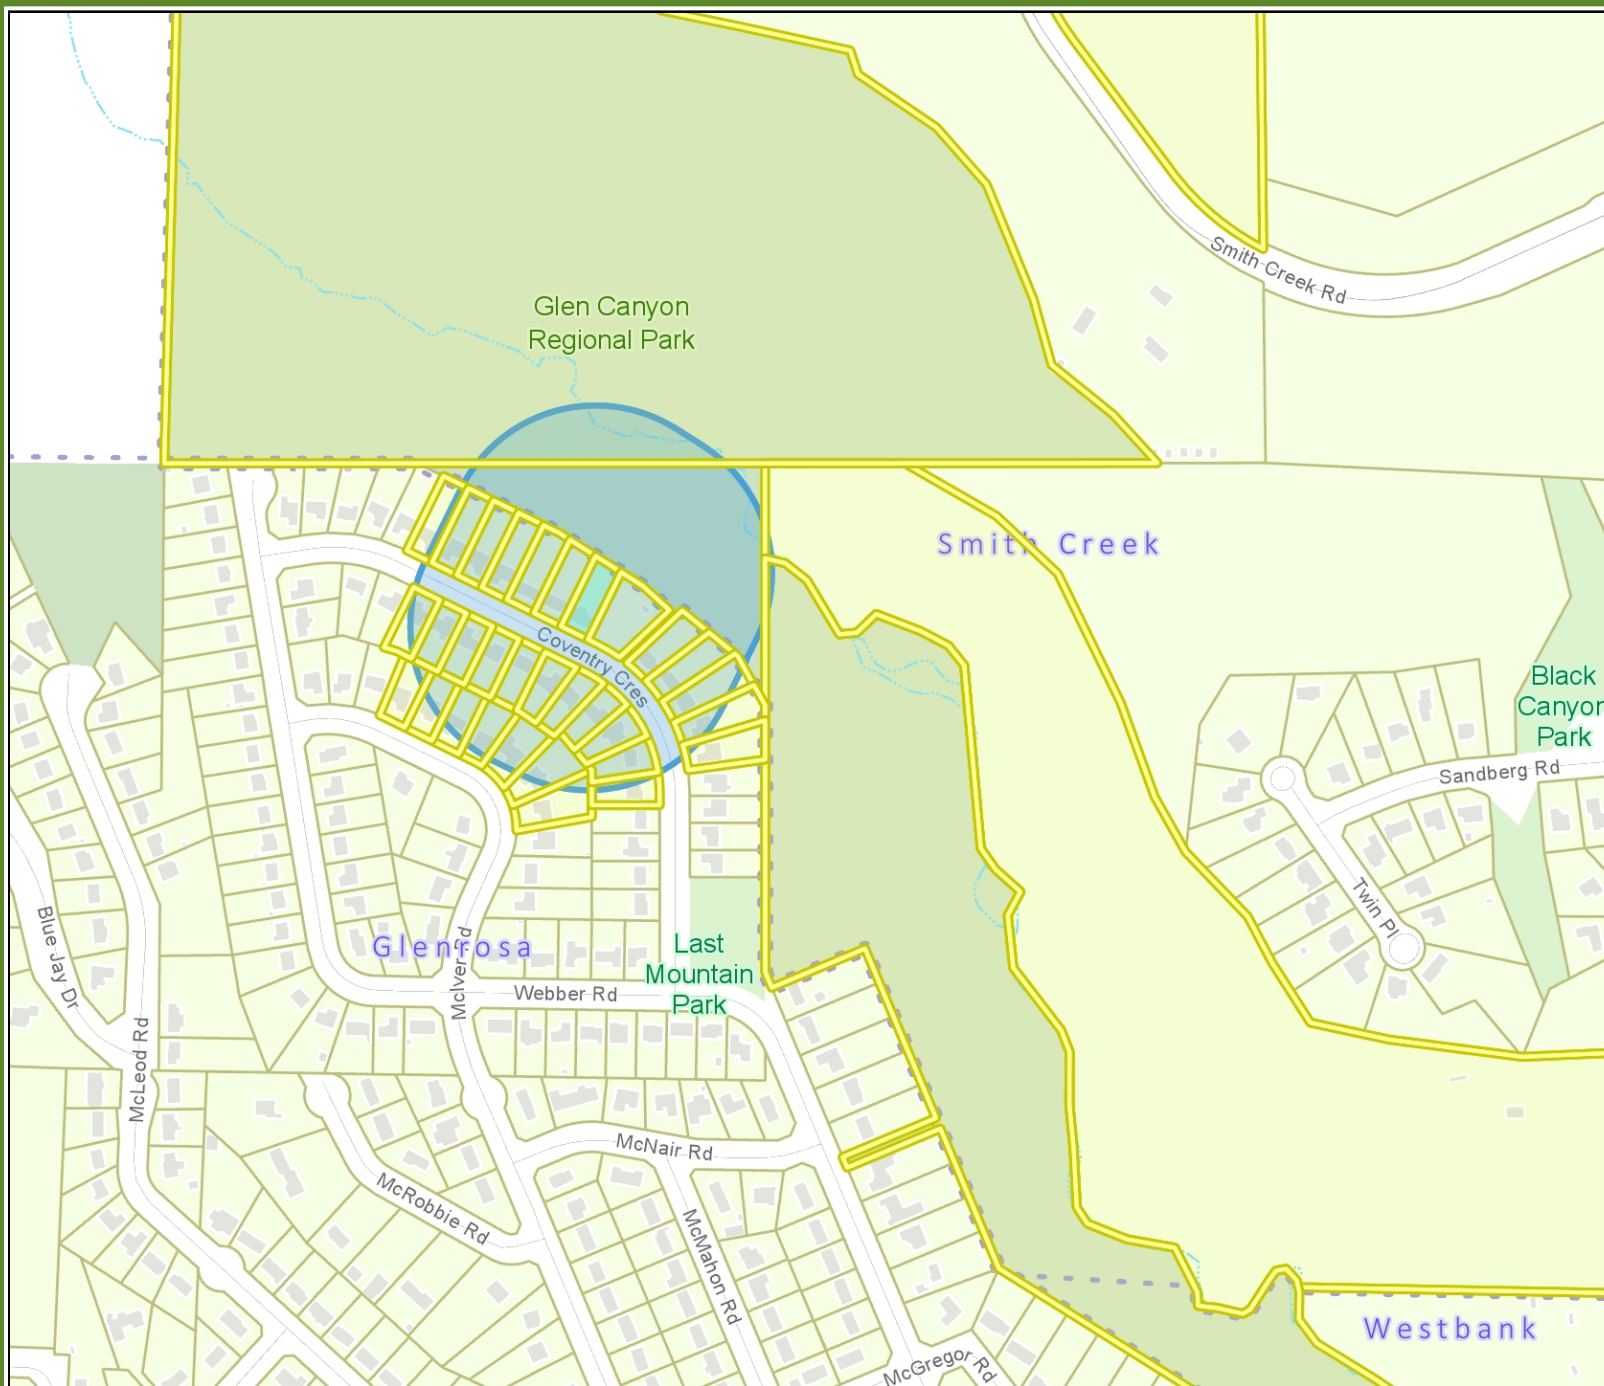 Smith Creek Rd
Glen Canyon
Regional Park
Smith Creek
Coventry Cres
Black
Canyon
Park
Sandberg Rd
Twin Pl
Blue Jay Dr
Glenrosa
McIver Rd
Last
Mountain
Park
Webber Rd
McLeod Rd
McNair Rd
McRobbie Rd
McMahon Rd
Westbank
McGregor Rd